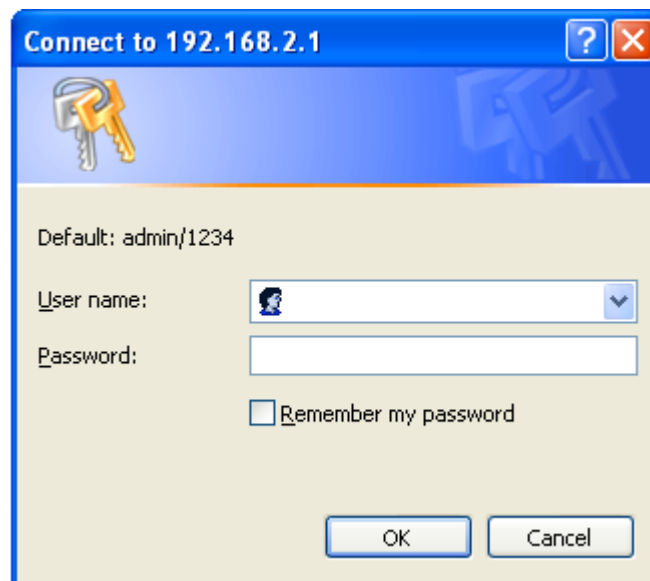 Connect to 192.168.2.1
Default: admin/1234
User name:
Password:
Remember my password
OK Cancel